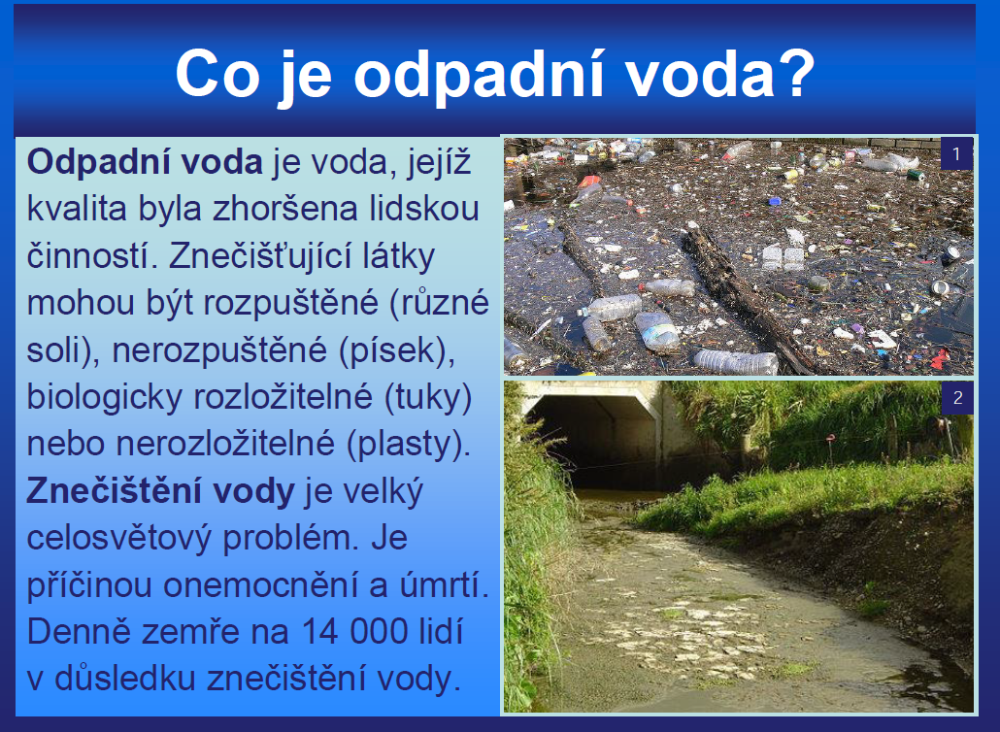 Co je odpadní voda?
Odpadní voda je voda, jejíž
kvalita byla zhoršena lidskou
činností. Znečišťující látky
mohou být rozpuštěné (různé
soli), nerozpuštěné (písek),
biologicky rozložitelné (tuky)
nebo nerozložitelné (plasty).
Znečištění vody je velký
celosvětový problém. Je
příčinou onemocnění a úmrtí.
Denně zemře na 14 000 lidí
v důsledku znečištění vody.
1
2